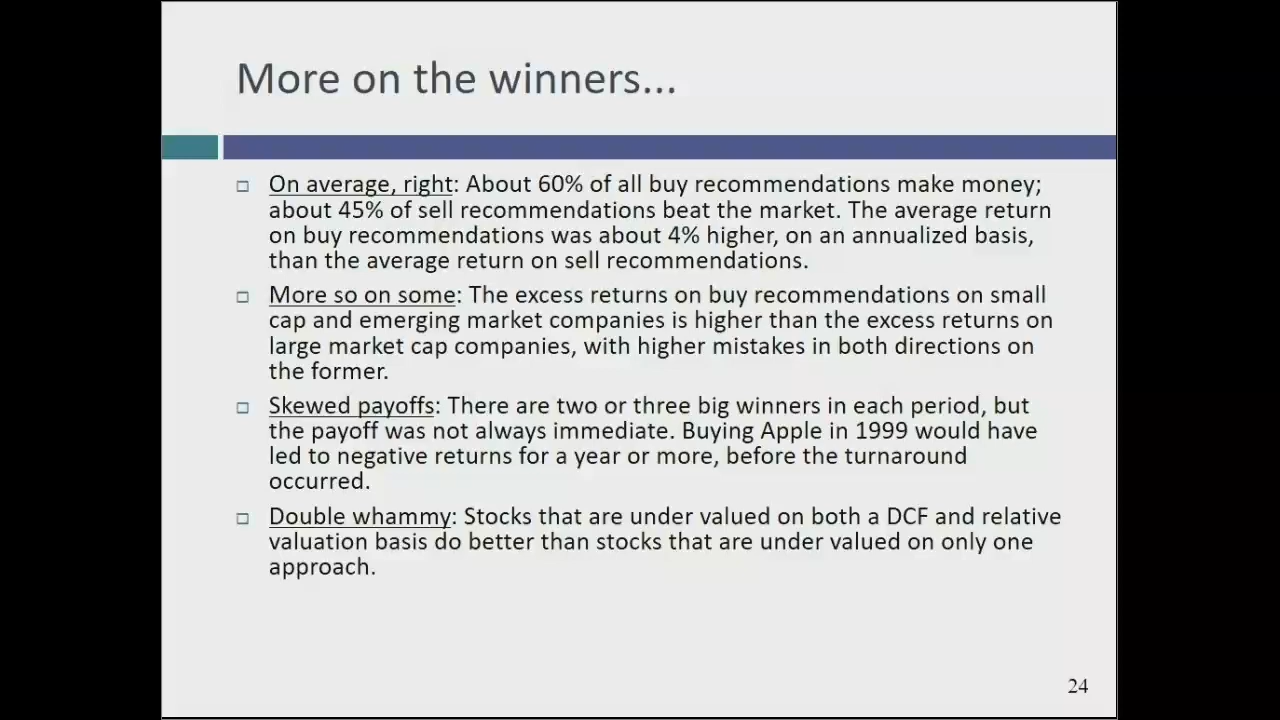 More on the winners...
On average, right: About 60% of all buy recommendations make money;
about 45% of sell recommendations beat the market. The average return
on buy recommendations was about 4% higher, on an annualized basis,
than the average return on sell recommendations.
More so on some: The excess returns on buy recommendations on small
cap and emerging market companies is higher than the excess returns on
large market cap companies, with higher mistakes in both directions on
the former.
Skewed payoffs: There are two or three big winners in each period, but
the payoff was not always immediate. Buying Apple in 1999 would have
led to negative returns for a year or more, before the turnaround
occurred.
Double whammy: Stocks that are under valued on both a DCF and relative
valuation basis do better than stocks that are under valued on only one
approach.
24